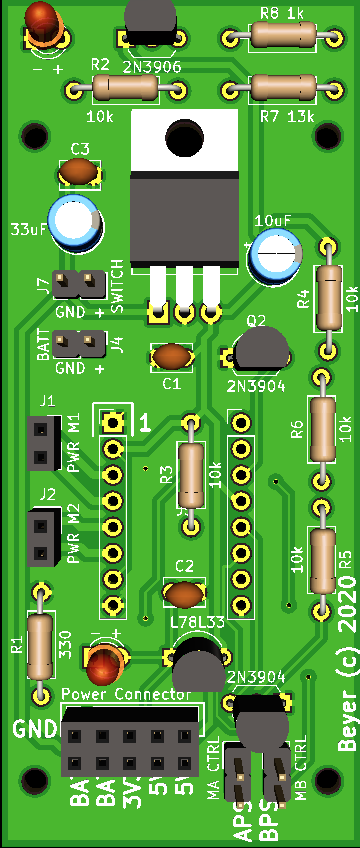 R8 1k
- +
2N3906
R2
10k
R7 13k
C3
33uF
10uF
+
R4
10k
J7
SWITCH
GND +
BATT
J4
GND +
Q2
2N3904
C1
J1
PWR M1
1
R6
10k
R3
10k
J2
PWR M2
R5
10k
C2
L78L33
R1
330
- +
2N3904
Power Connector
GND
BA
BA
3V
5
5
MA CTRL
MB CTRL
APS
BPS
Beyer (c) 2020